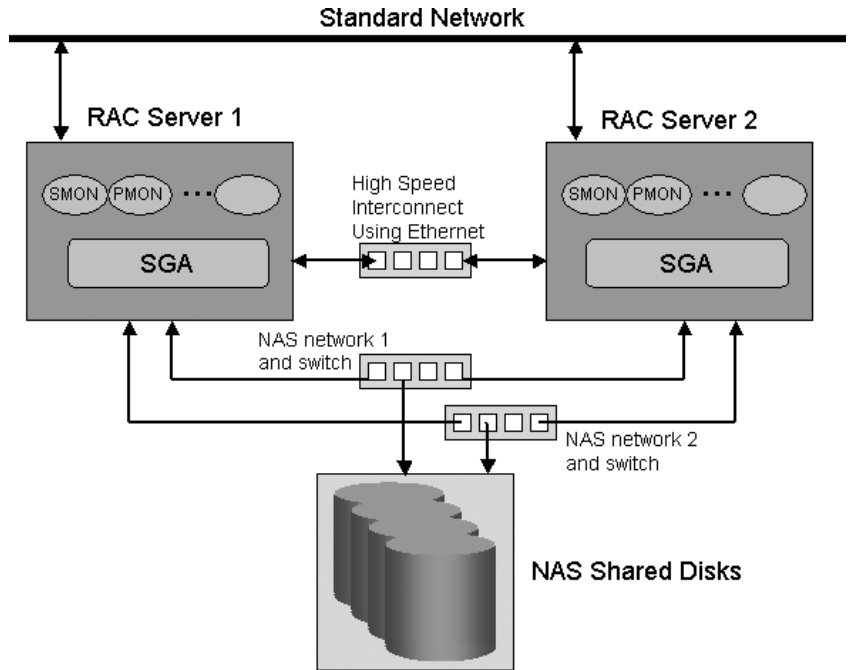 Standard Network
RAC Server 1
RAC Server 2
SMON
PMON
...
SGA
High Speed
Interconnect
Using Ethernet
SMON
PMON
...
SGA
NAS network 1
and switch
NAS network 2
and switch
NAS Shared Disks